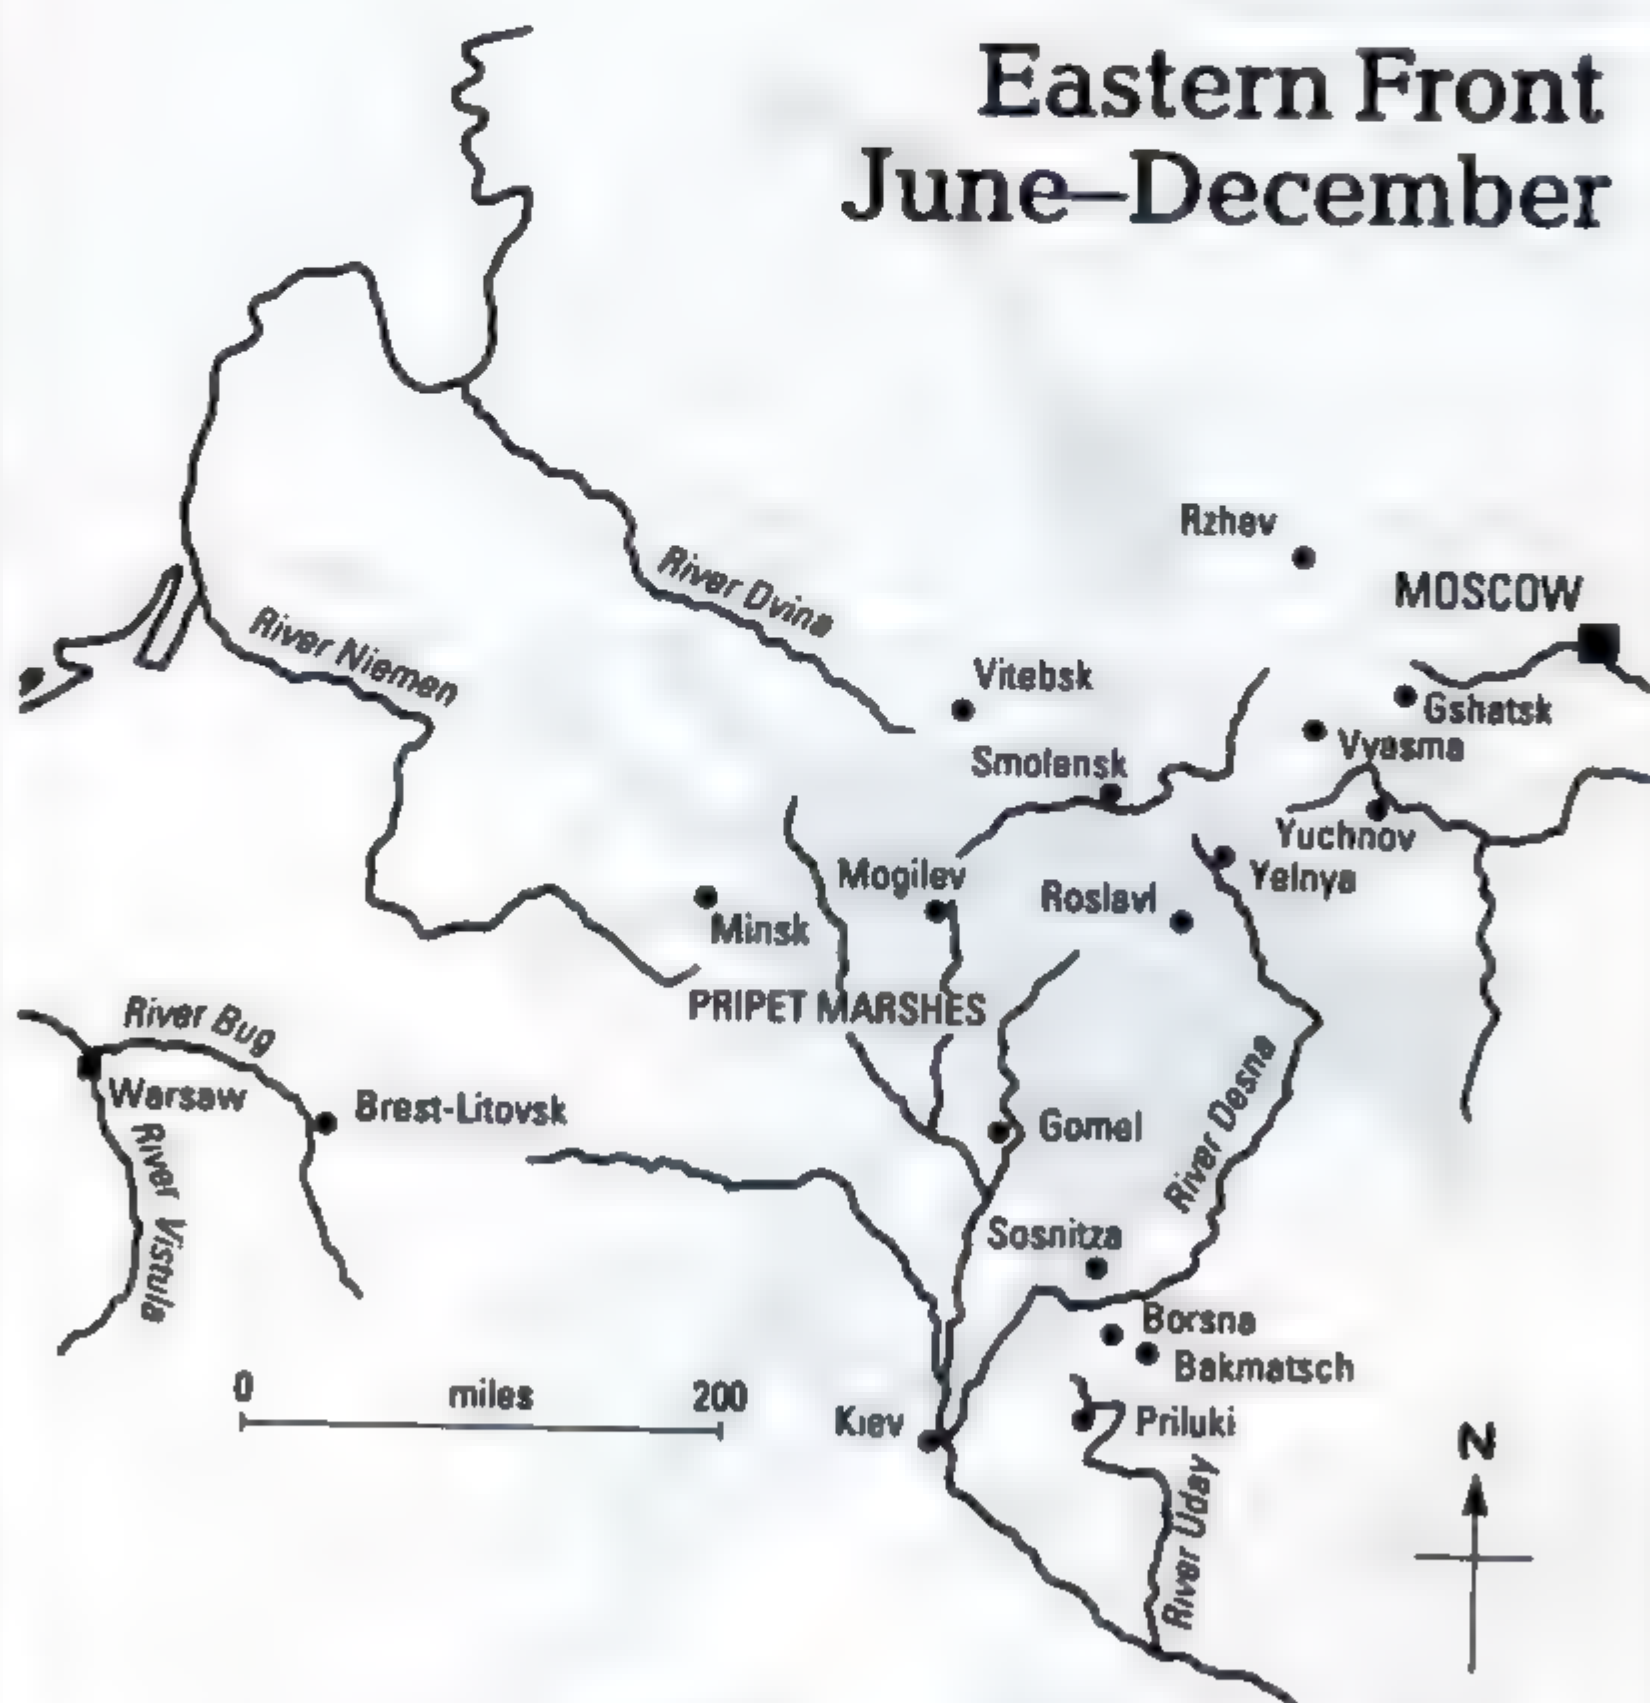 Eastern Front
June–December
Rzhev
MOSCOW
River Dvina
River Niemen
Vitebsk
Gshatsk
Vyasma
Smolensk
Yuchnov
Mogilev
Yelnya
Roslavl
Minsk
PRIPET MARSHES
River Bug
Warsaw
Brest-Litovsk
Gomel
River Desna
River Vistula
Sosnitza
Borsna
Bakmatsch
0 miles 200
Kiev
Priluki
River Uday
N